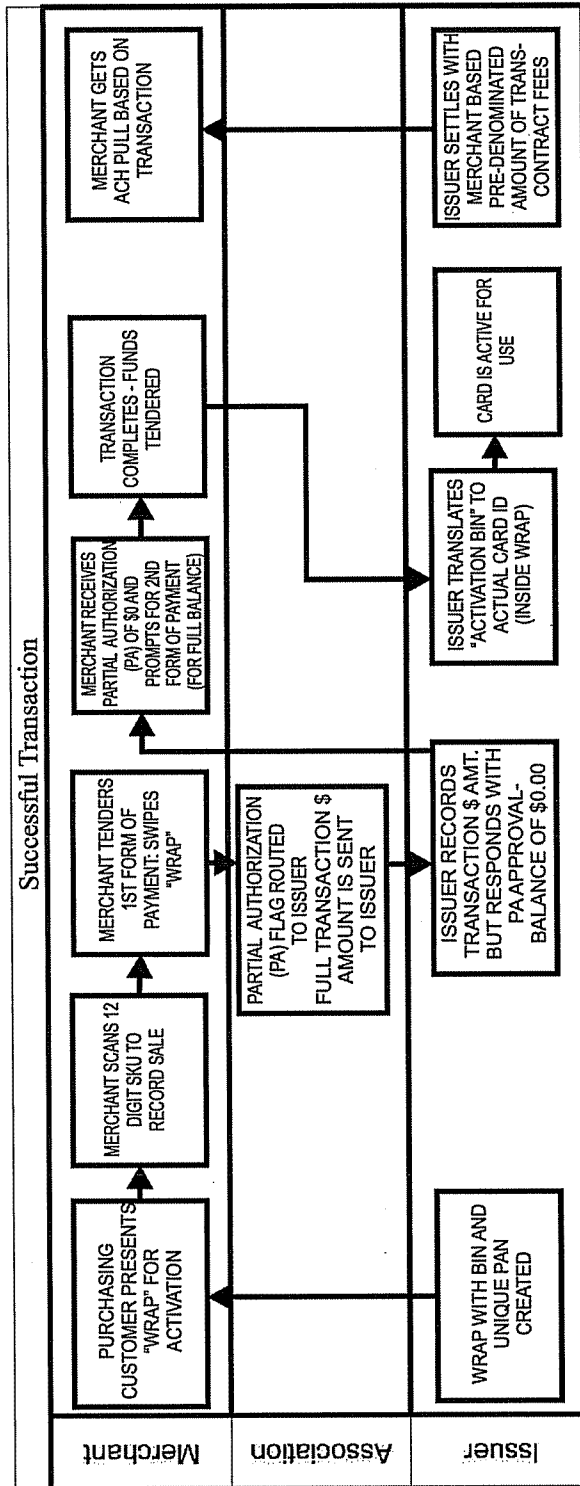 Successful Transaction
Merchant
PURCHASING
CUSTOMER PRESENTS
"WRAP" FOR
ACTIVATION
MERCHANT SCANS 12
DIGIT SKU TO
RECORD SALE
MERCHANT TENDERS
1ST FORM OF
PAYMENT: SWIPES
"WRAP"
MERCHANT RECEIVES
PARTIAL AUTHORIZATION
(PA) OF $0 AND
PROMPTS FOR 2ND
FORM OF PAYMENT
(FOR FULL BALANCE)
TRANSACTION
COMPLETES - FUNDS
TENDERED
MERCHANT GETS
ACH PULL BASED ON
TRANSACTION
Association
PARTIAL AUTHORIZATION
(PA) FLAG ROUTED
TO ISSUER
FULL TRANSACTION $
AMOUNT IS SENT
TO ISSUER
Issuer
WRAP WITH BIN AND
UNIQUE PAN
CREATED
ISSUER RECORDS
TRANSACTION $ AMT.
BUT RESPONDS WITH
PAAPPROVAL-
BALANCE OF $0.00
ISSUER TRANSLATES
"ACTIVATION BIN" TO
ACTUAL CARD ID
(INSIDE WRAP)
CARD IS ACTIVE FOR
USE
ISSUER SETTLES WITH
MERCHANT BASED
PRE-DENOMINATED
AMOUNT OF TRANS-
CONTRACT FEES